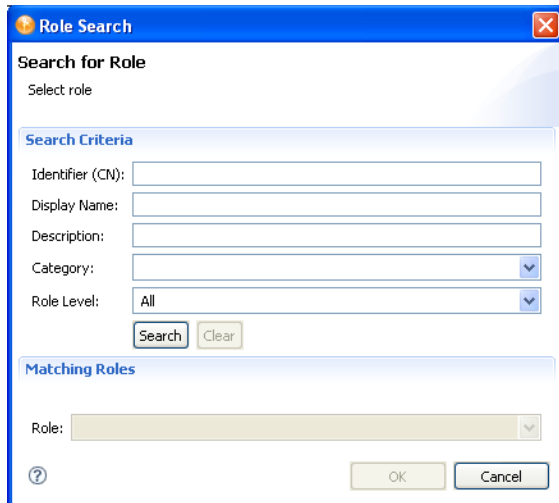 Role Search
Search for Role
Select role
Search Criteria
Identifier (CN):
Display Name:
Description:
Category:
Role Level: All
Search Clear
Matching Roles
Role:
? OK Cancel